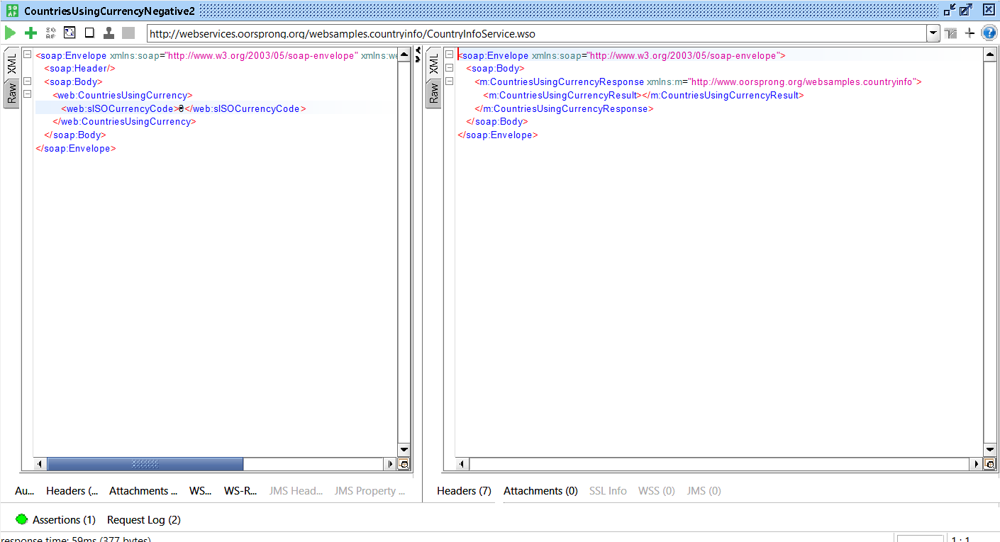 CountriesUsingCurrencyNegative2
http://webservices.oorsprong.org/websamples.countryinfo/CountryInfoService.wso
XML
Raw
<soap:Envelope xmlns:soap="http://www.w3.org/2003/05/soap-envelope" xmlns:we
<soap:Header/>
<soap:Body>
<web:CountriesUsingCurrency>
<web:sISOCurrencyCode>₴</web:sISOCurrencyCode>
</web:CountriesUsingCurrency>
</soap:Body>
</soap:Envelope>
XML
Raw
<soap:Envelope xmlns:soap="http://www.w3.org/2003/05/soap-envelope">
<soap:Body>
<m:CountriesUsingCurrencyResponse xmlns:m="http://www.oorsprong.org/websamples.countryinfo">
<m:CountriesUsingCurrencyResult></m:CountriesUsingCurrencyResult>
</m:CountriesUsingCurrencyResponse>
</soap:Body>
</soap:Envelope>
Au... Headers (... Attachments ... WS... WS-R... JMS Head... JMS Property ...
Headers (7) Attachments (0) SSL Info WSS (0) JMS (0)
Assertions (1) Request Log (2)
response time: 59ms (377 bytes)
1 : 1